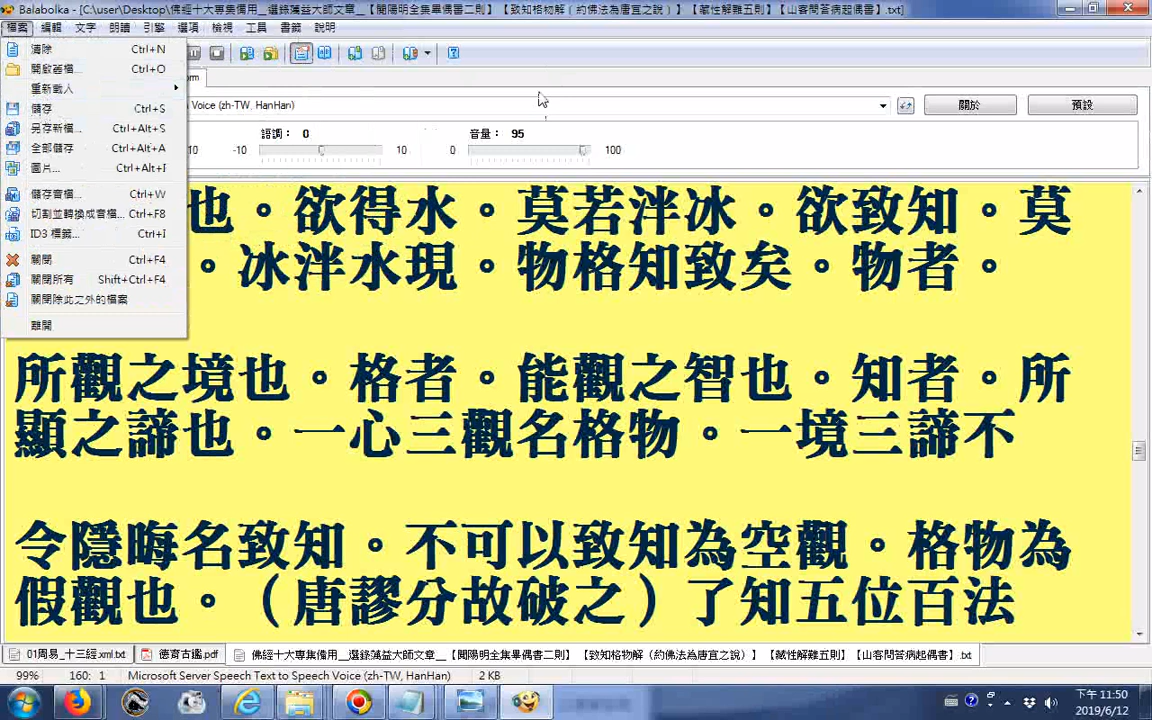 Balabolka - [C:\user\Desktop\佛經十大專集備用__選錄蕅益大師文章__【閱陽明全集畢偶書二則】【致知格物解（約佛法為唐宜之說）】【蕺性解難五則】【山客問答病起偶書】.txt]
檔案 編輯 文字 朗讀 引擎 選項 檢視 工具 書籤 說明
清除 Ctrl+N
開啟舊檔... Ctrl+O
重新載入
儲存 Ctrl+S
另存新檔... Ctrl+Alt+S
全部儲存 Ctrl+Alt+A
圖片... Ctrl+Alt+I
儲存音檔... Ctrl+W
切割並轉換成音檔... Ctrl+F8
ID3 標籤... Ctrl+I
關閉 Ctrl+F4
關閉所有 Shift+Ctrl+F4
關閉除此之外的檔案
離開
Voice (zh-TW, HanHan)
關於
預設
語調： 0
音量： 95
10
-10
10
0
100
也。欲得水。莫若泮冰。欲致知。莫
。冰泮水現。物格知致矣。物者。
所觀之境也。格者。能觀之智也。知者。所
顯之諦也。一心三觀名格物。一境三諦不
令隱晦名致知。不可以致知為空觀。格物為
假觀也。（唐謬分故破之）了知五位百法
01周易_十三經.xml.txt
德育古鑑.pdf
佛經十大專集備用__選錄蕅益大師文章__【閱陽明全集畢偶書二則】【致知格物解（約佛法為唐宜之說）】【蕺性解難五則】【山客問答病起偶書】.txt
99% 160: 1 Microsoft Server Speech Text to Speech Voice (zh-TW, HanHan) 2 KB
下午 11:50
2019/6/12